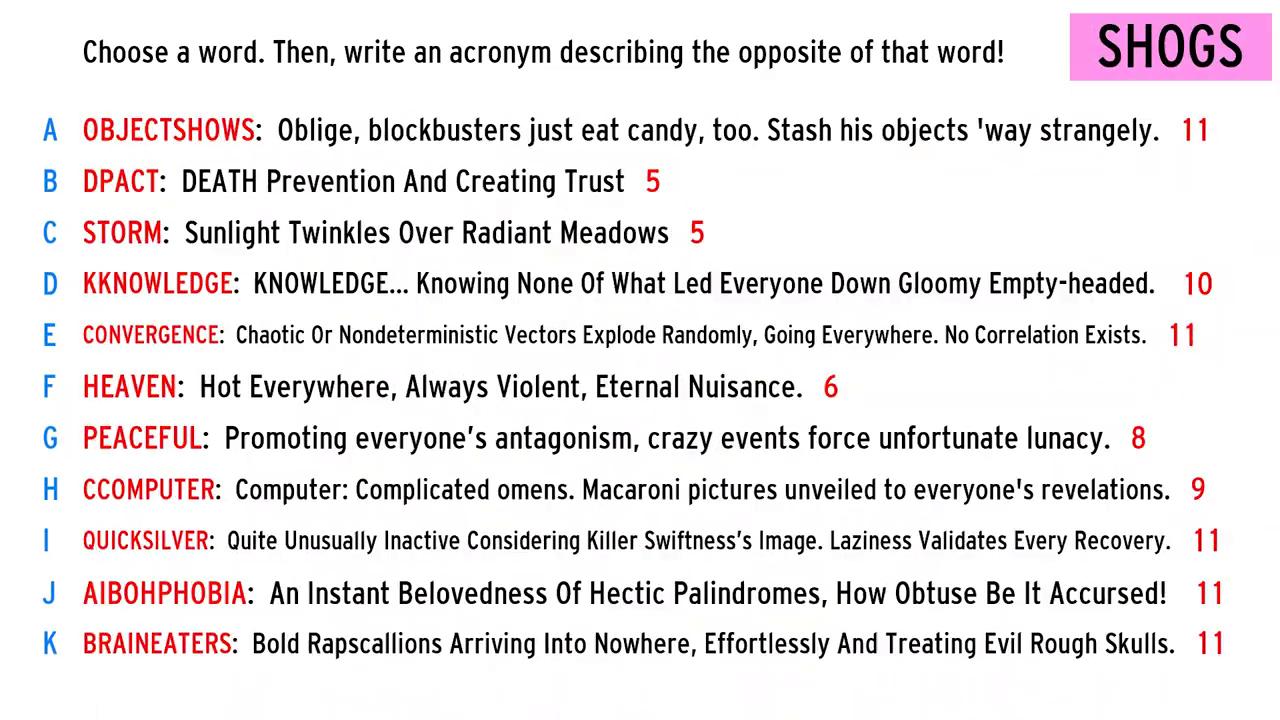 Choose a word. Then, write an acronym describing the opposite of that word!
SHOGS
A OBJECTSHOWS: Oblige, blockbusters just eat candy, too. Stash his objects 'way strangely. 11
B DPACT: DEATH Prevention And Creating Trust 5
C STORM: Sunlight Twinkles Over Radiant Meadows 5
D KKNOWLEDGE: KNOWLEDGE... Knowing None Of What Led Everyone Down Gloomy Empty-headed. 10
E CONVERGENCE: Chaotic Or Nondeterministic Vectors Explode Randomly, Going Everywhere. No Correlation Exists. 11
F HEAVEN: Hot Everywhere, Always Violent, Eternal Nuisance. 6
G PEACEFUL: Promoting everyone’s antagonism, crazy events force unfortunate lunacy. 8
H CCOMPUTER: Computer: Complicated omens. Macaroni pictures unveiled to everyone's revelations. 9
I QUICKSILVER: Quite Unusually Inactive Considering Killer Swiftness’s Image. Laziness Validates Every Recovery. 11
J AIBOHPHOBIA: An Instant Belovedness Of Hectic Palindromes, How Obtuse Be It Accursed! 11
K BRAINEATERS: Bold Rapscallions Arriving Into Nowhere, Effortlessly And Treating Evil Rough Skulls. 11